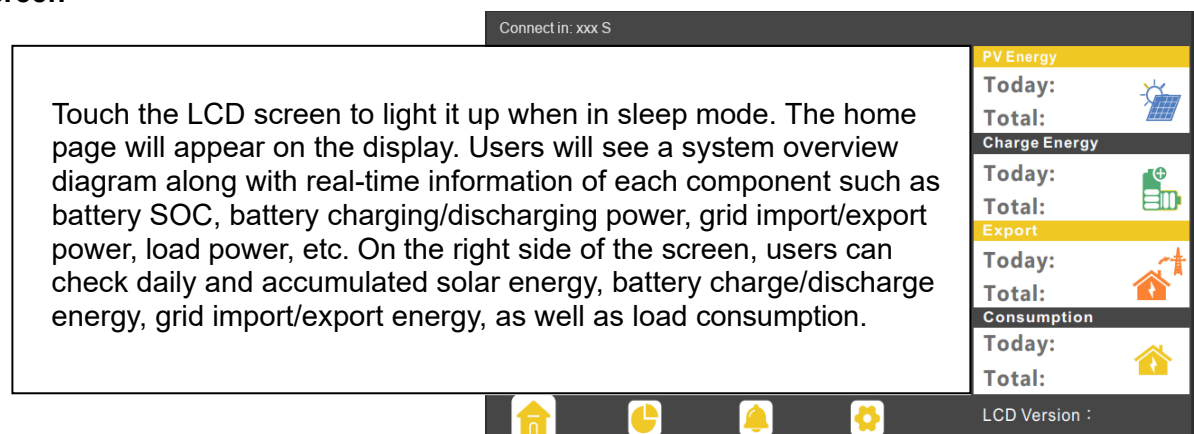 Connect in: xxx S
Touch the LCD screen to light it up when in sleep mode. The home
page will appear on the display. Users will see a system overview
diagram along with real-time information of each component such as
battery SOC, battery charging/discharging power, grid import/export
power, load power, etc. On the right side of the screen, users can
check daily and accumulated solar energy, battery charge/discharge
energy, grid import/export energy, as well as load consumption.
PV Energy
Today:
Total:
Charge Energy
Today:
Total:
Export
Today:
Total:
Consumption
Today:
Total:
LCD Version :